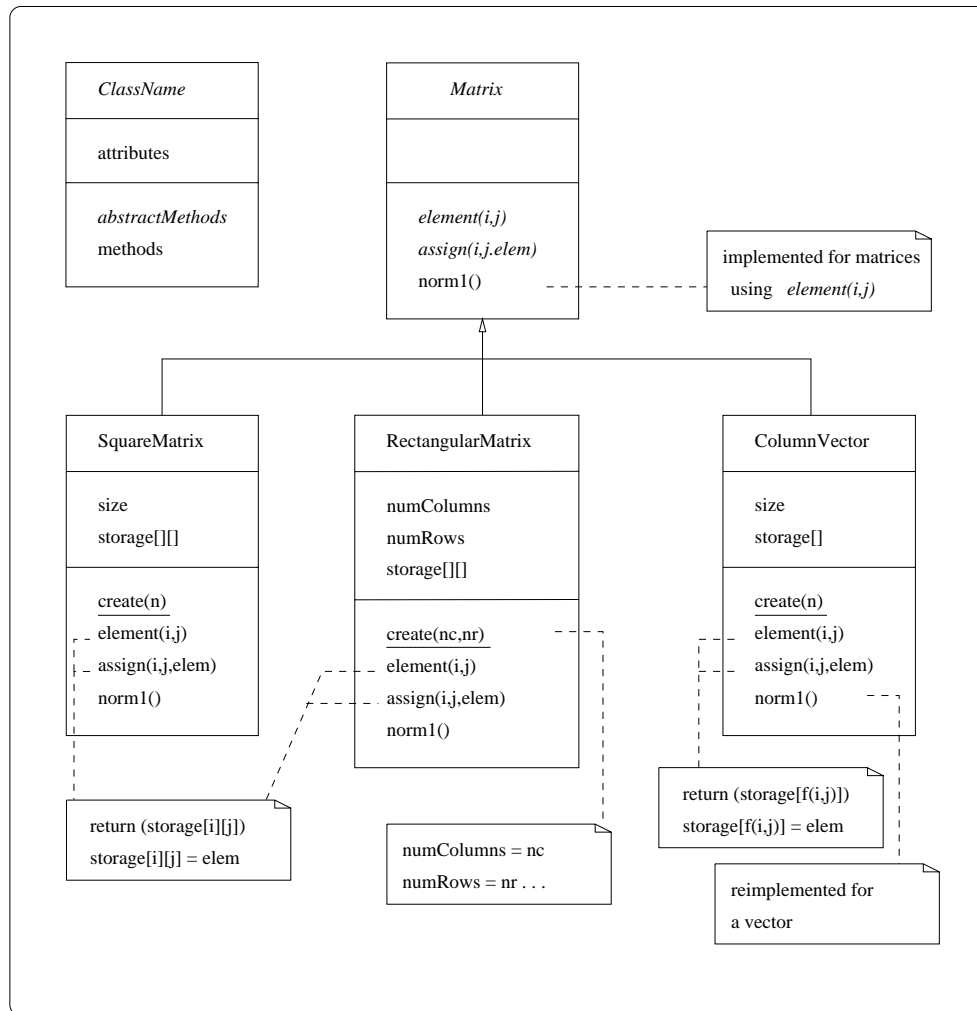 ClassName
attributes
abstractMethods
methods
Matrix
element(i,j)
assign(i,j.elem)
norm1()
implemented for matrices
using element(i,j)
SquareMatrix
size
storage[][]
create(n)
element(i,j)
assign(i,j,elem)
norm1()
RectangularMatrix
numColumns
numRows
storage[][]
create(nc,nr)
element(i,j)
assign(i,j,elem)
norm1()
ColumnVector
size
storage[]
create(n)
element(i,j)
assign(i,j,elem)
norm1()
return (storage[i][j])
storage[i][j] = elem
numColumns = nc
numRows = nr . . .
return (storage[f(i,j)])
storage[f(i,j)] = elem
reimplemented for
a vector